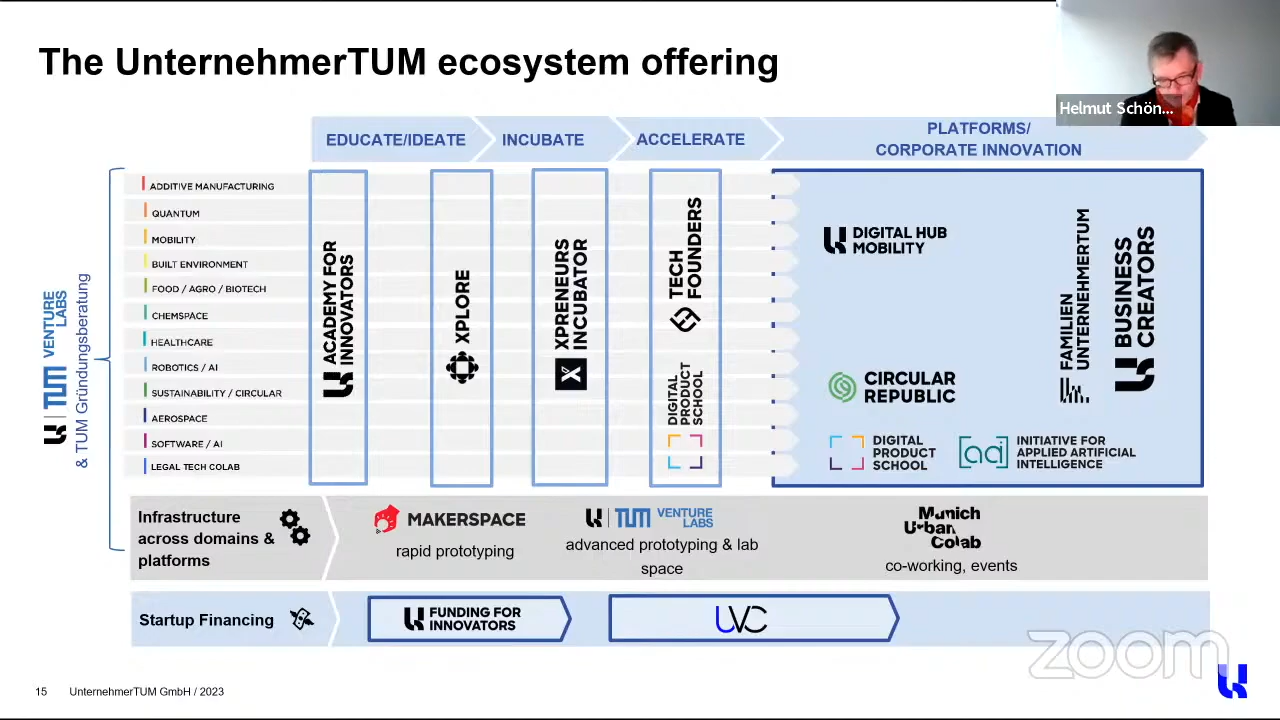 The UnternehmerTUM ecosystem offering
Helmut Schön...
EDUCATE/IDEATE
INCUBATE
ACCELERATE
PLATFORMS/
CORPORATE INNOVATION
TUM VENTURE
LABS
& TUM Gründungsberatung
ADDITIVE MANUFACTURING
QUANTUM
MOBILITY
BUILT ENVIRONMENT
FOOD / AGRO / BIOTECH
CHEMSPACE
HEALTHCARE
ROBOTICS / AI
SUSTAINABILITY / CIRCULAR
AEROSPACE
SOFTWARE / AI
LEGAL TECH COLAB
ACADEMY FOR
INNOVATORS
XPLORE
XPRENEURS
INCUBATOR
TECH
FOUNDERS
DIGITAL
PRODUCT
SCHOOL
DIGITAL HUB
MOBILITY
CIRCULAR
REPUBLIC
DIGITAL
PRODUCT
SCHOOL
FAMILIEN
UNTERNEHMERTUM
BUSINESS
CREATORS
ai
INITIATIVE FOR
APPLIED ARTIFICIAL
INTELLIGENCE
Infrastructure
across domains &
platforms
MAKERSPACE
rapid prototyping
TUM VENTURE
LABS
advanced prototyping & lab
space
Munich
Urban
Colab
co-working, events
Startup Financing
FUNDING FOR
INNOVATORS
UVC
zoom
15 UnternehmerTUM GmbH / 2023